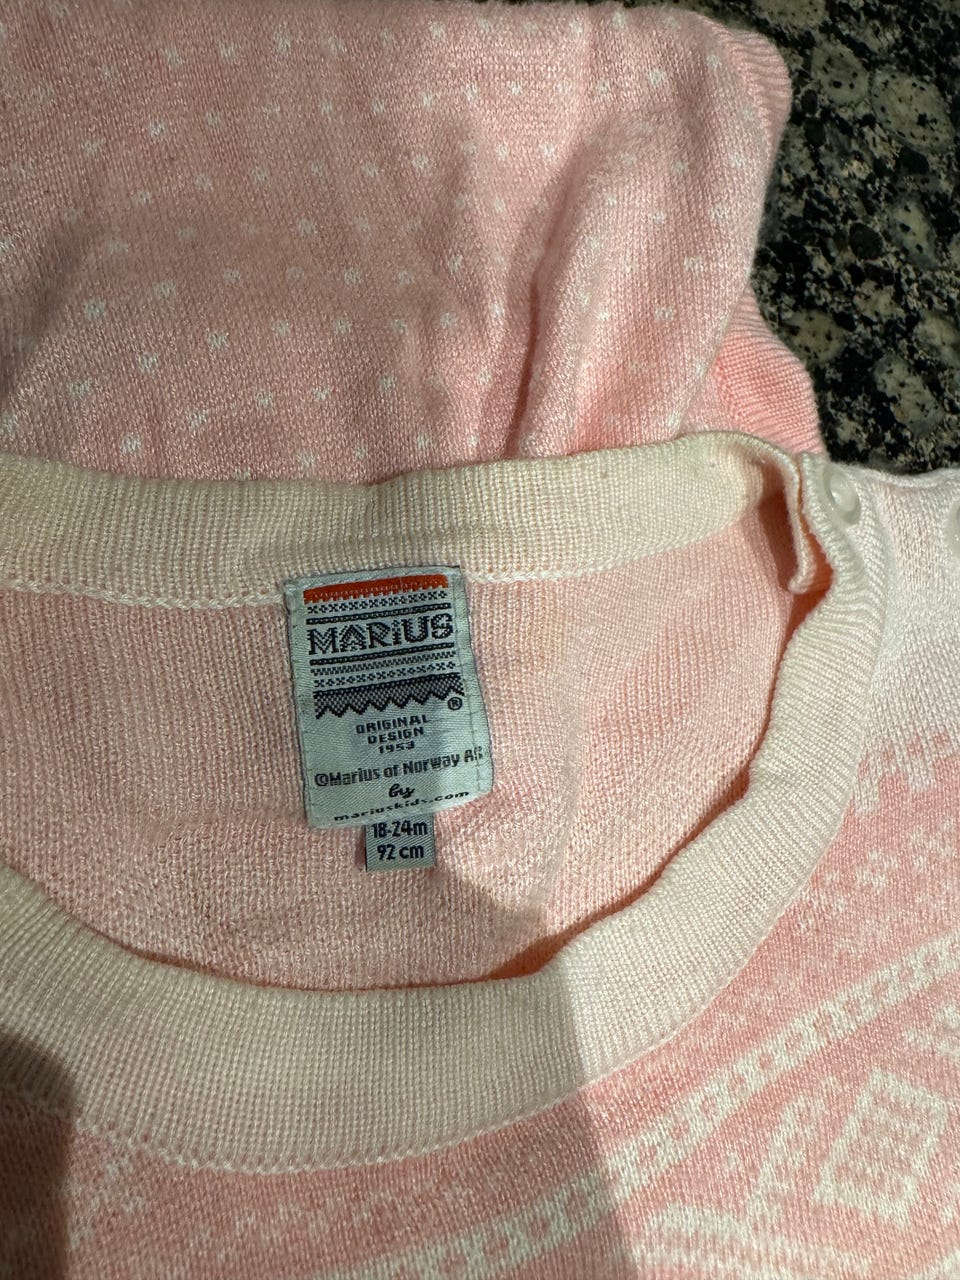 MARiUS
®
ORIGINAL
DESIGN
1953
©Marius of Norway AS
by
mariuskids.com
18-24m
92 cm